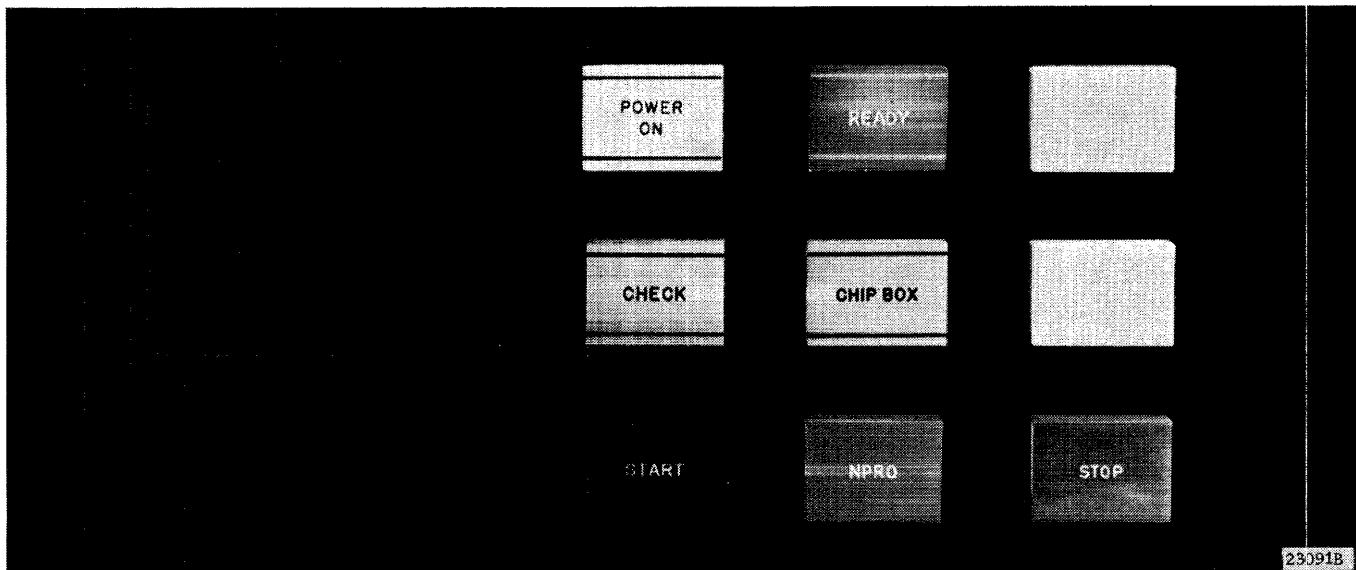 POWER
ON
READY
CHECK
CHIP BOX
START
NPRO
STOP
23091B